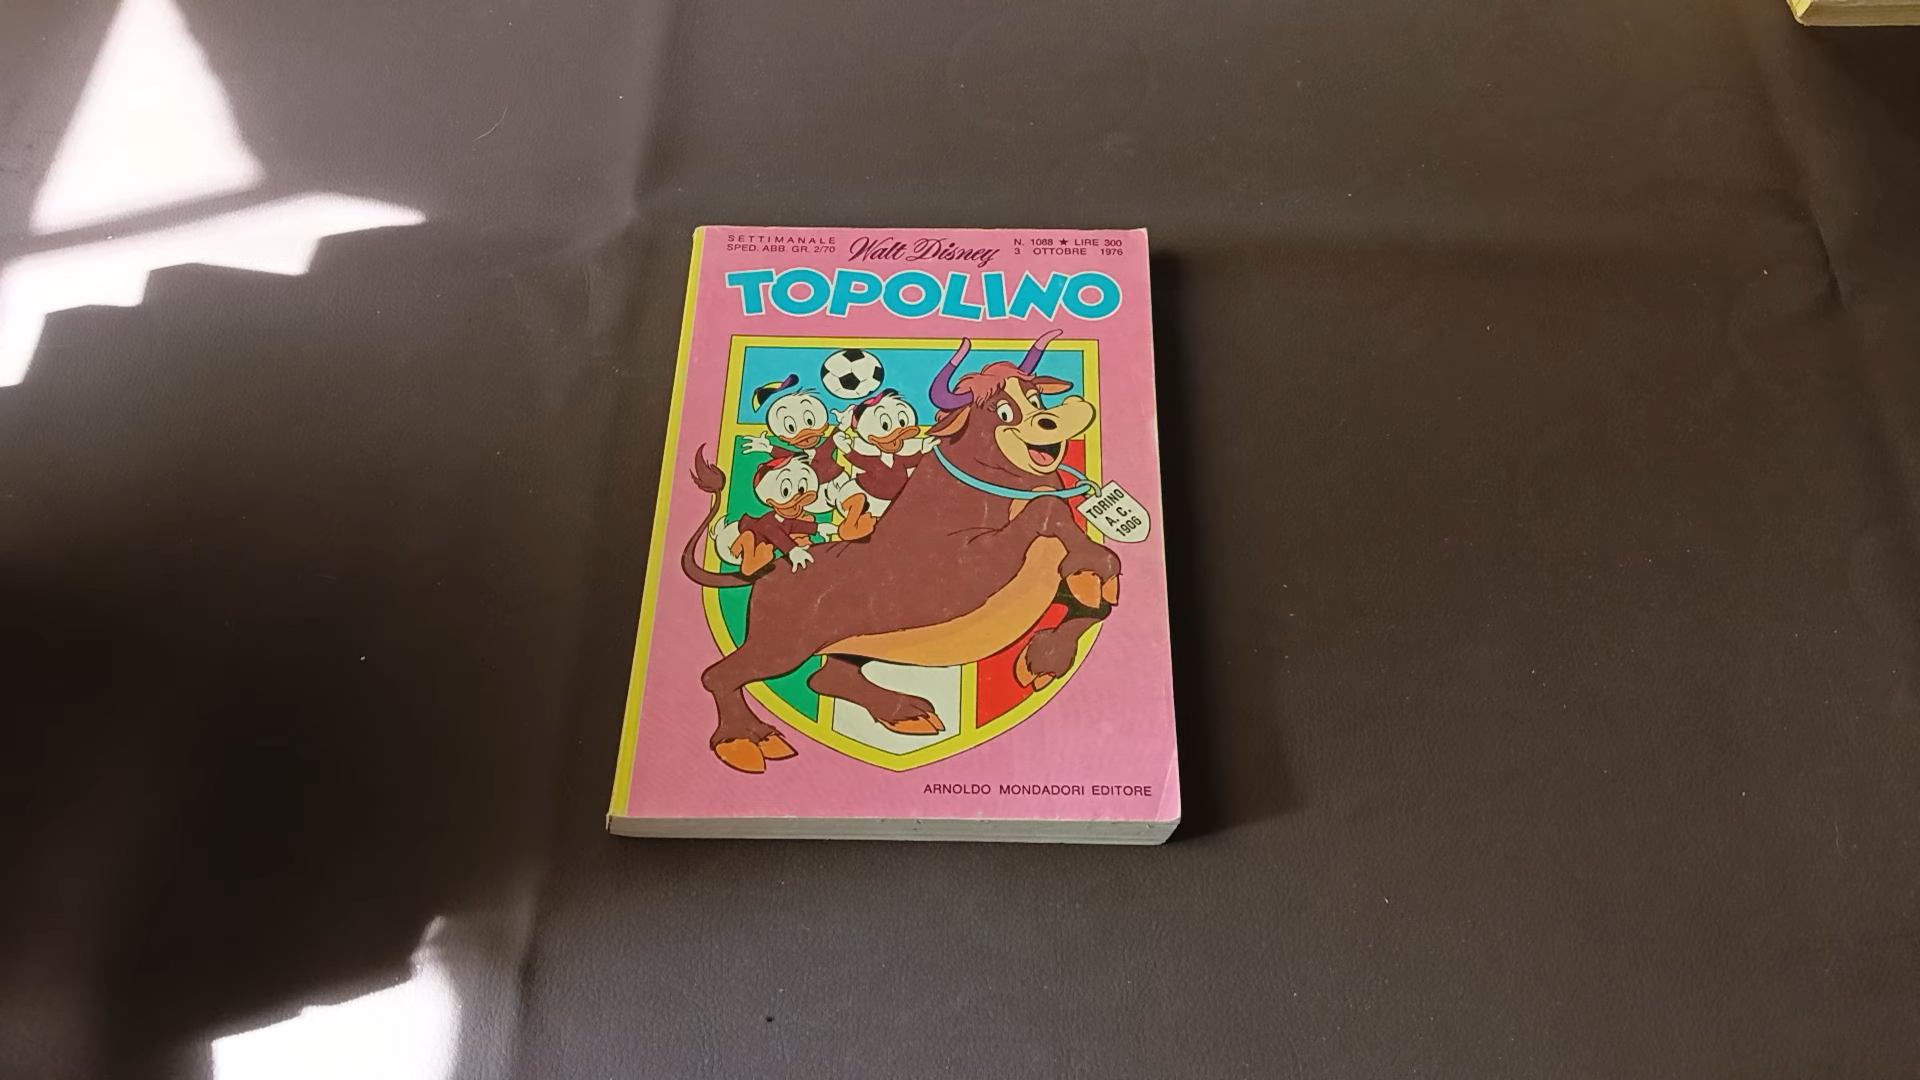 SETTIMANALE
SPED. ABB. GR. 2/70
Walt Disney
N. 1088 ★ LIRE 300
3 OTTOBRE 1976
TOPOLINO
TORINO
A. C.
1906
ARNOLDO MONDADORI EDITORE